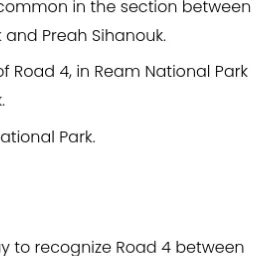 common in the section between
and Preah Sihanouk.
of Road 4, in Ream National Park
ational Park.
to recognize Road 4 between